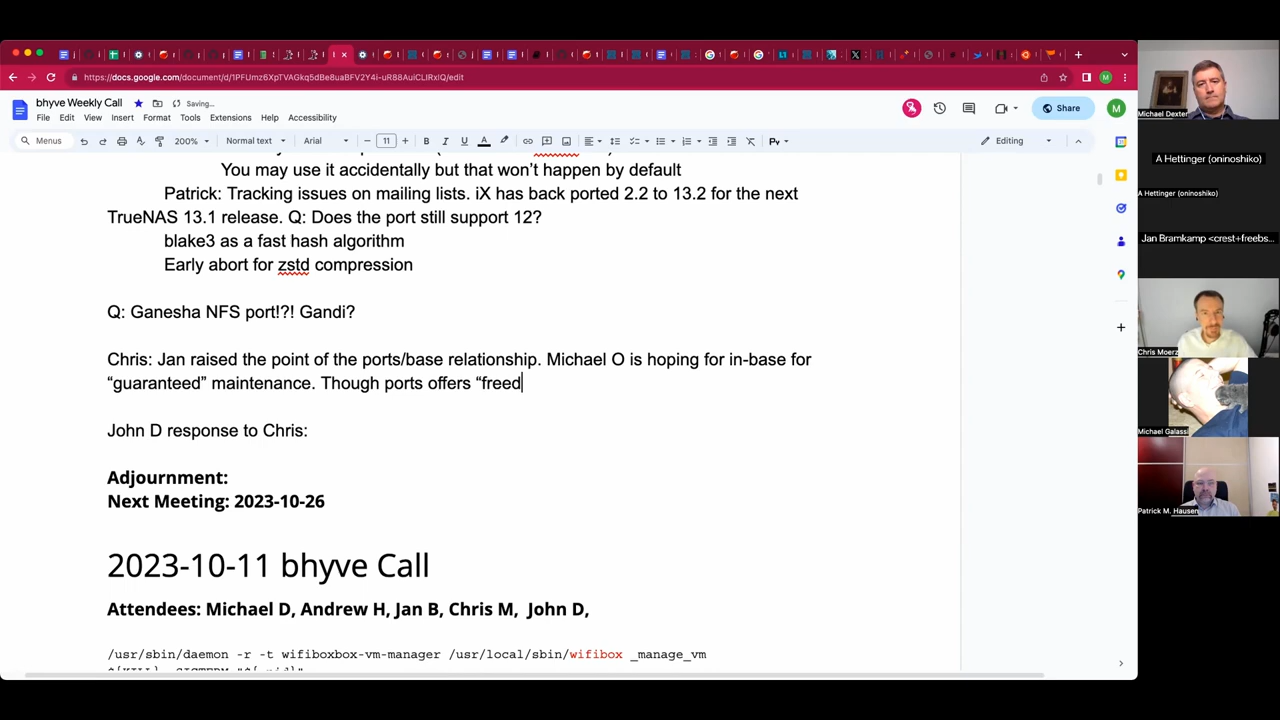 https://docs.google.com/document/d/1PFUmz6XpTVAGkq5dBe8uaBFV2Y4i-uR88AuiCLIRxIQ/edit
bhyve Weekly Call
Saving...
File Edit View Insert Format Tools Extensions Help Accessibility
Share
M
M
Menus
200%
Normal text
Arial
11
B I U A
Editing
You may use it accidentally but that won’t happen by default
Patrick: Tracking issues on mailing lists. iX has back ported 2.2 to 13.2 for the next
TrueNAS 13.1 release. Q: Does the port still support 12?
blake3 as a fast hash algorithm
Early abort for zstd compression
Q: Ganesha NFS port!?! Gandi?
Chris: Jan raised the point of the ports/base relationship. Michael O is hoping for in-base for
“guaranteed” maintenance. Though ports offers “freed
John D response to Chris:
Adjournment:
Next Meeting: 2023-10-26
2023-10-11 bhyve Call
Attendees: Michael D, Andrew H, Jan B, Chris M, John D,
/usr/sbin/daemon -r -t wifiboxbox-vm-manager /usr/local/sbin/wifibox _manage_vm
Michael Dexter
A Hettinger (oninoshiko)
A Hettinger (oninoshiko)
Jan Bramkamp <crest+freebs...
Chris Moerz
Michael Galassi
Patrick M. Hausen